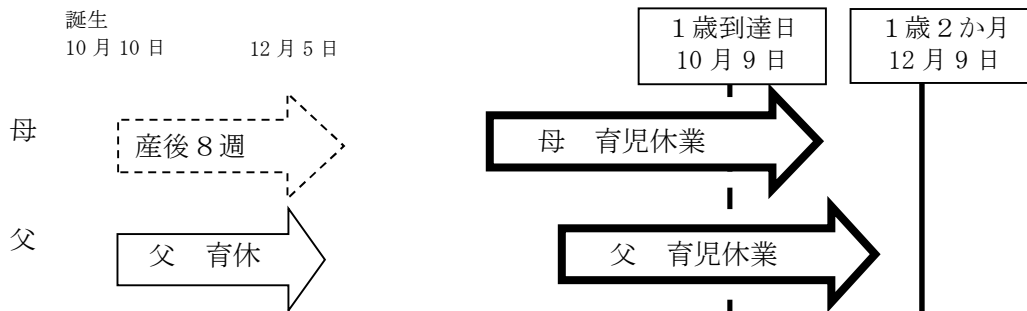 誕生
10月10日 12月5日
1歳到達日
10月9日
1歳2か月
12月9日
母
産後8週
母 育児休業
父
父 育休
父 育児休業